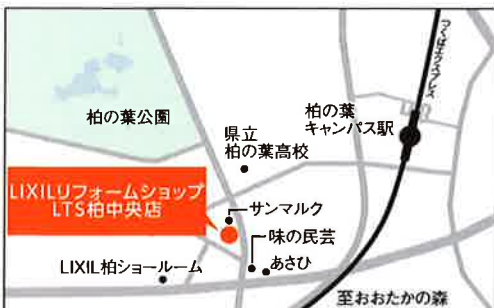 つくばエクスプレス
柏の葉公園
柏の葉
キャンパス駅
県立
柏の葉高校
LIXILリフォームショップ
LTS柏中央店
サンマルク
味の民芸
あさひ
LIXIL柏ショールーム
至おおたかの森